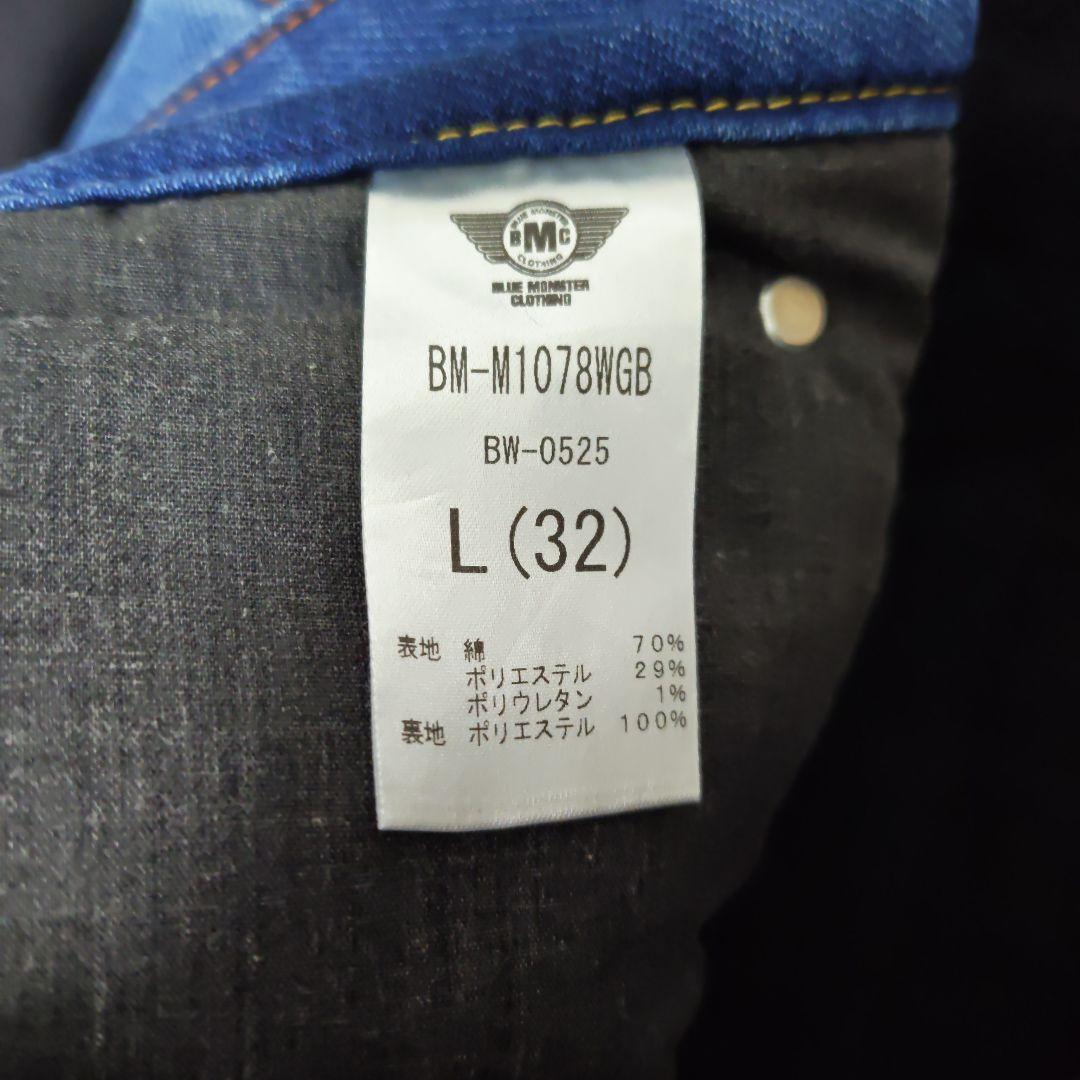 BLUE MONSTER
BMC
CLOTHING
BLUE MONSTER
CLOTHING
BM-M1078WGB
BW-0525
L(32)
表地 綿 70%
ポリエステル 29%
ポリウレタン 1%
裏地 ポリエステル 100%